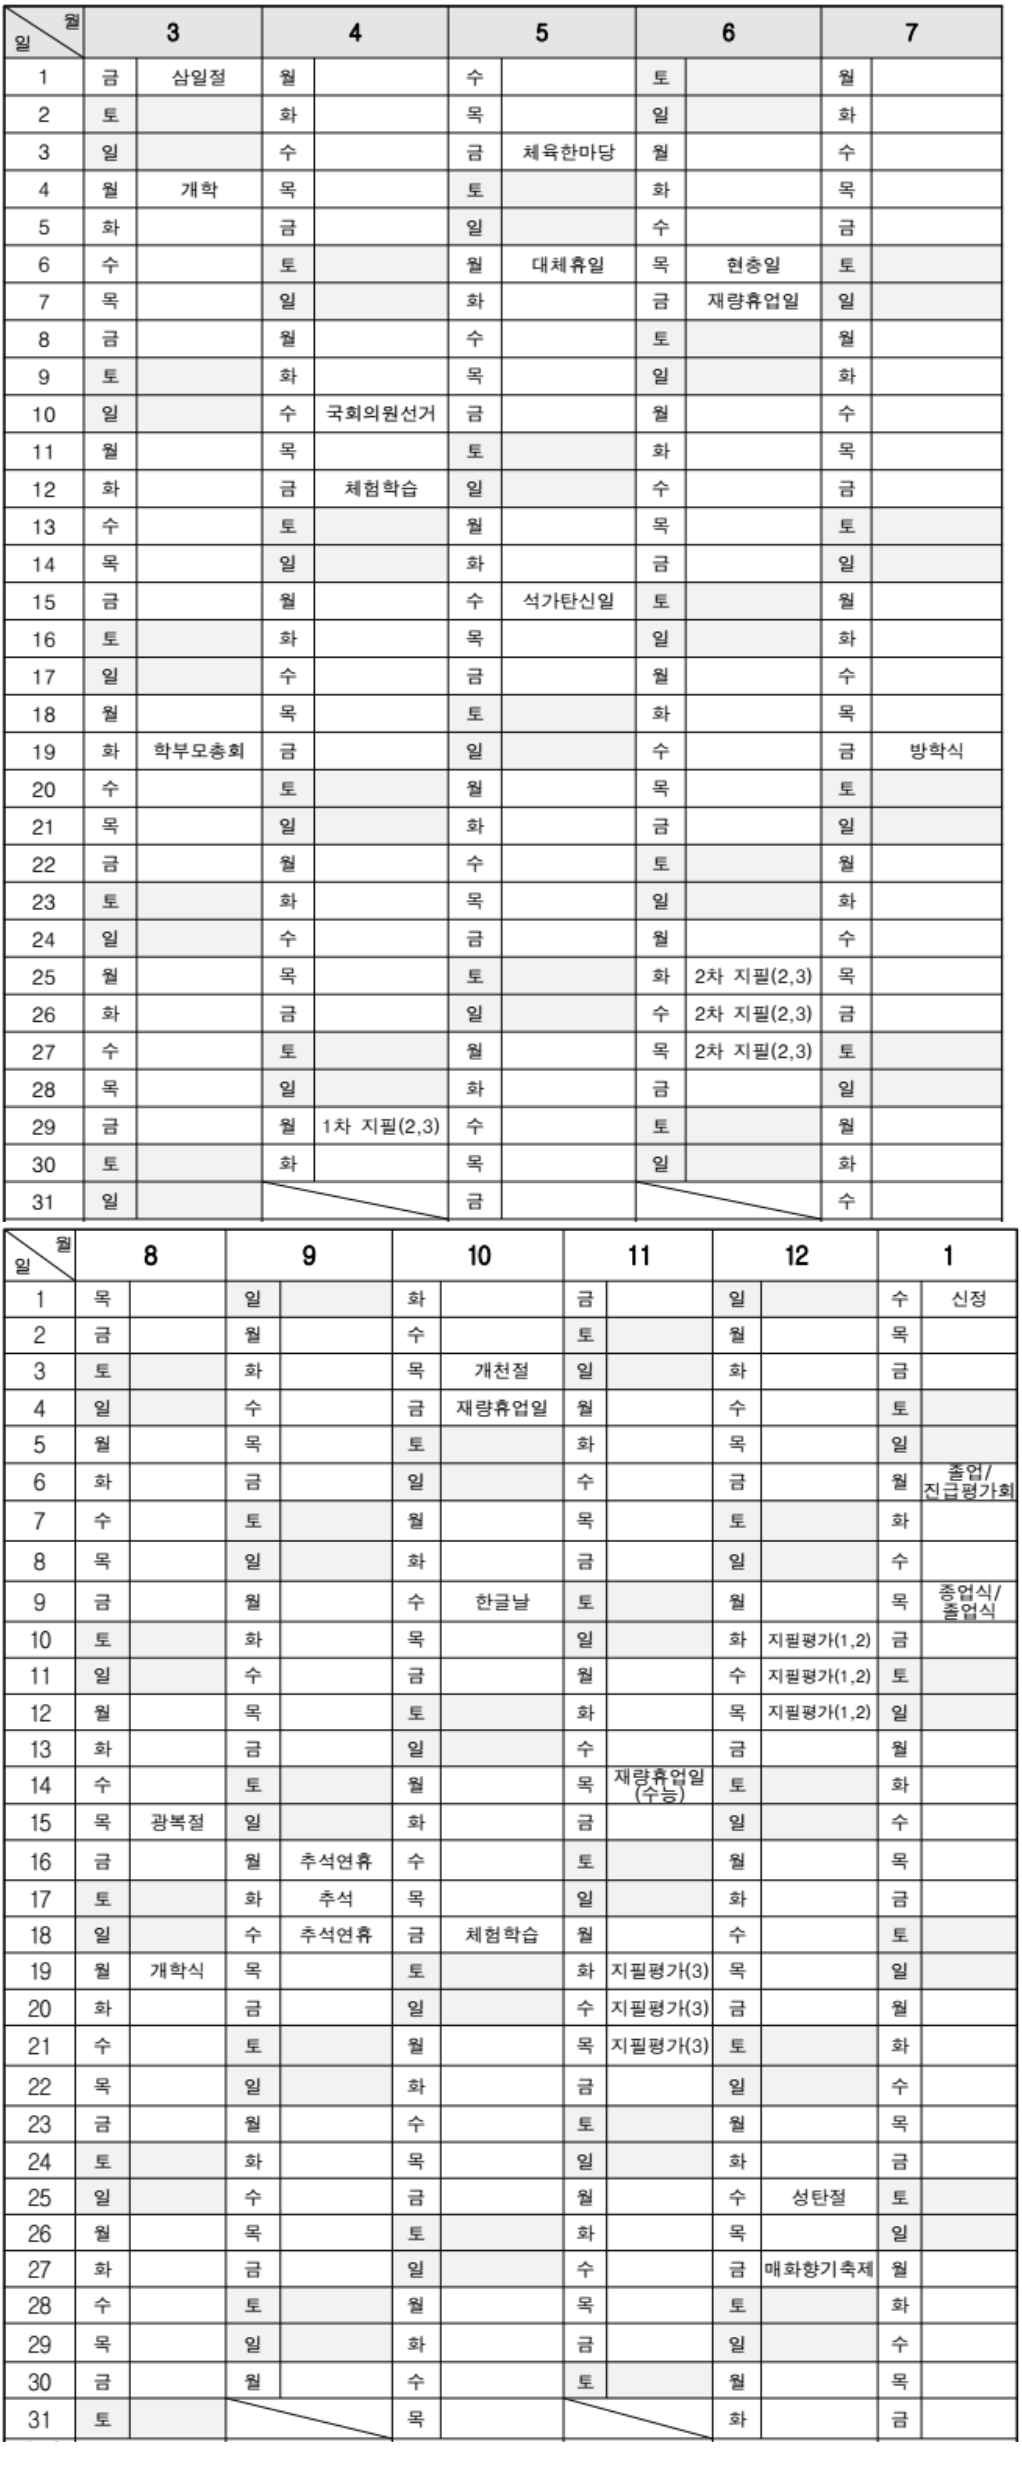 월
일 3 4 5 6 7
1 금 삼일절 월 수 토 월
2 토 화 목 일 화
3 일 수 금 체육한마당 월 수
4 월 개학 목 토 화 목
5 화 금 일 수 금
6 수 토 월 대체휴일 목 현충일 토
7 목 일 화 금 재량휴업일 일
8 금 월 수 토 월
9 토 화 목 일 화
10 일 수 국회의원선거 금 월 수
11 월 목 토 화 목
12 화 금 체험학습 일 수 금
13 수 토 월 목 토
14 목 일 화 금 일
15 금 월 수 석가탄신일 토 월
16 토 화 목 일 화
17 일 수 금 월 수
18 월 목 토 화 목
19 화 학부모총회 금 일 수 금 방학식
20 수 토 월 목 토
21 목 일 화 금 일
22 금 월 수 토 월
23 토 화 목 일 화
24 일 수 금 월 수
25 월 목 토 화 2차 지필(2,3) 목
26 화 금 일 수 2차 지필(2,3) 금
27 수 토 월 목 2차 지필(2,3) 토
28 목 일 화 금 일
29 금 월 1차 지필(2,3) 수 토 월
30 토 화 목 일 화
31 일 금 수
월
일 8 9 10 11 12 1
1 목 일 화 금 일 수 신정
2 금 월 수 토 월 목
3 토 화 목 개천절 일 화 금
4 일 수 금 재량휴업일 월 수 토
5 월 목 토 화 목 일
6 화 금 일 수 금 월 졸업/
진급평가회
7 수 토 월 목 토 화
8 목 일 화 금 일 수
9 금 월 수 한글날 토 월 목 종업식/
졸업식
10 토 화 목 일 화 지필평가(1,2) 금
11 일 수 금 월 수 지필평가(1,2) 토
12 월 목 토 화 목 지필평가(1,2) 일
13 화 금 일 수 금 월
14 수 토 월 목 재량휴업일
(수능) 토 화
15 목 광복절 일 화 금 일 수
16 금 월 추석연휴 수 토 월 목
17 토 화 추석 목 일 화 금
18 일 수 추석연휴 금 체험학습 월 수 토
19 월 개학식 목 토 화 지필평가(3) 목 일
20 화 금 일 수 지필평가(3) 금 월
21 수 토 월 목 지필평가(3) 토 화
22 목 일 화 금 일 수
23 금 월 수 토 월 목
24 토 화 목 일 화 금
25 일 수 금 월 수 성탄절 토
26 월 목 토 화 목 일
27 화 금 일 수 금 매화향기축제 월
28 수 토 월 목 토 화
29 목 일 화 금 일 수
30 금 월 수 토 월 목
31 토 목 화 금